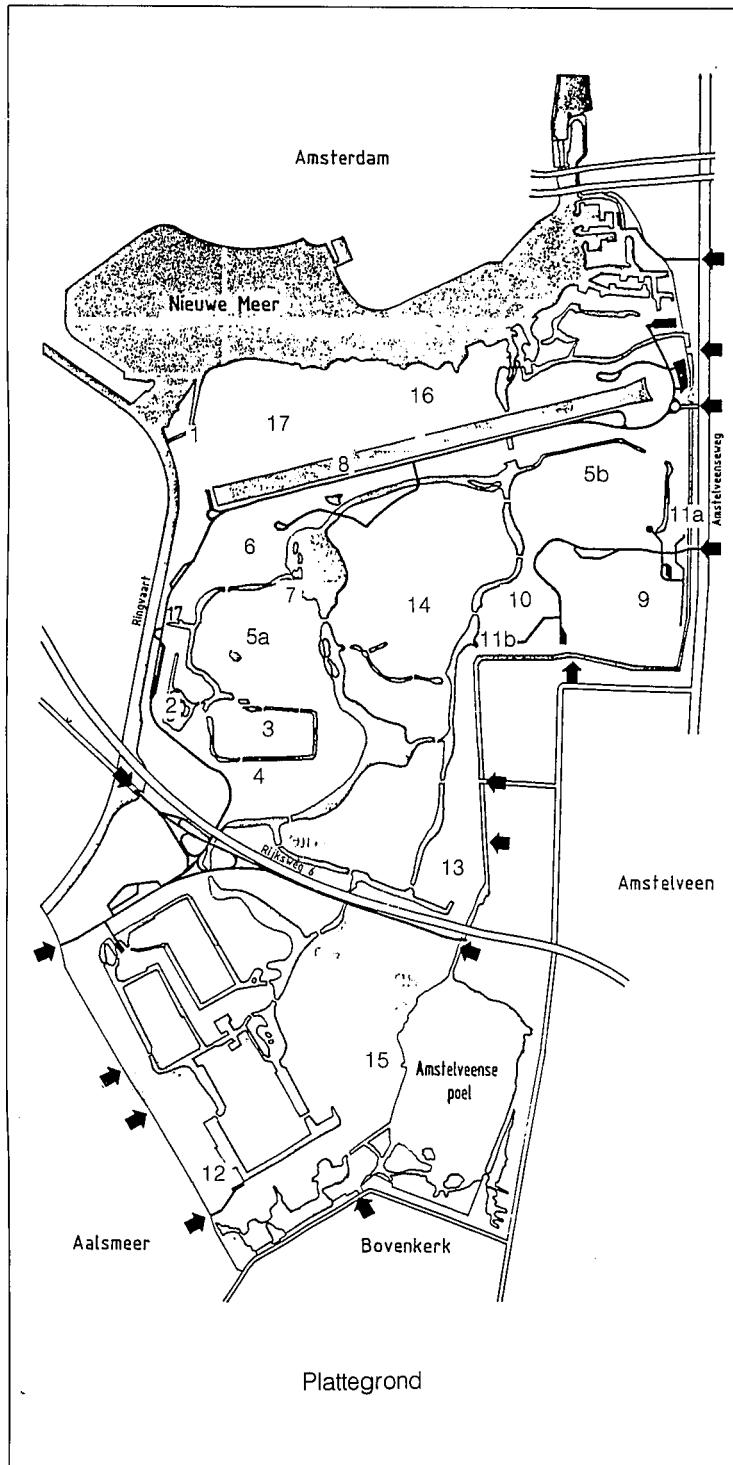 Amsterdam
Nieuwe Meer
16
1
17
8
5b
Amstelveenseweg
11a
6
Ringvaart
7
14
10
9
17
5a
11b
2
3
4
Rijksweg 6
13
Amstelveen
15
Amstelveense
poel
12
Aalsmeer
Bovenkerk
Plattegrond